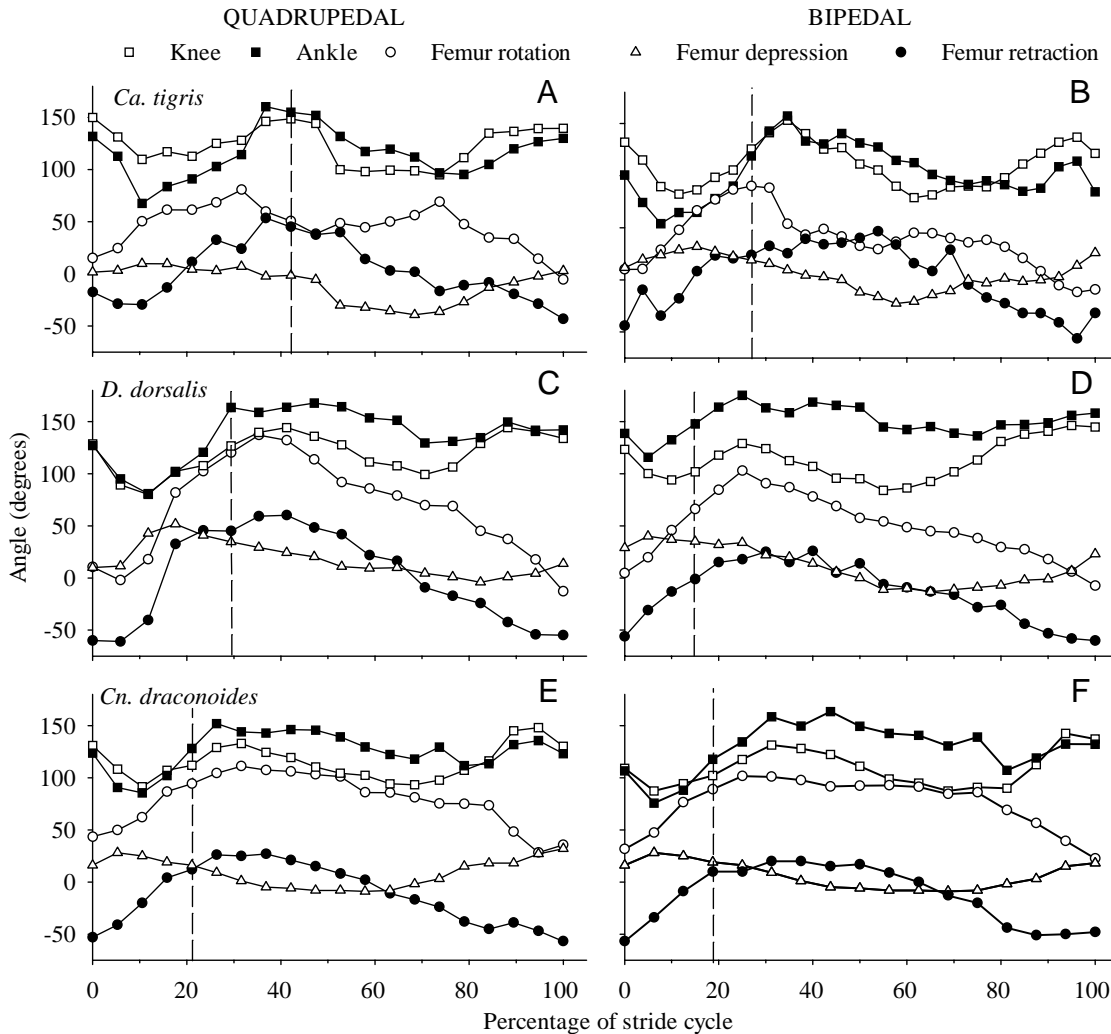 QUADRUPEDAL BIPEDAL
Knee Ankle Femur rotation Femur depression Femur retraction
Ca. tigris A B
150
100
50
0
-50
D. dorsalis C D
150
100
50
0
-50
Angle (degrees)
Cn. draconoides E F
150
100
50
0
-50
0 20 40 60 80 100 0 20 40 60 80 100
Percentage of stride cycle